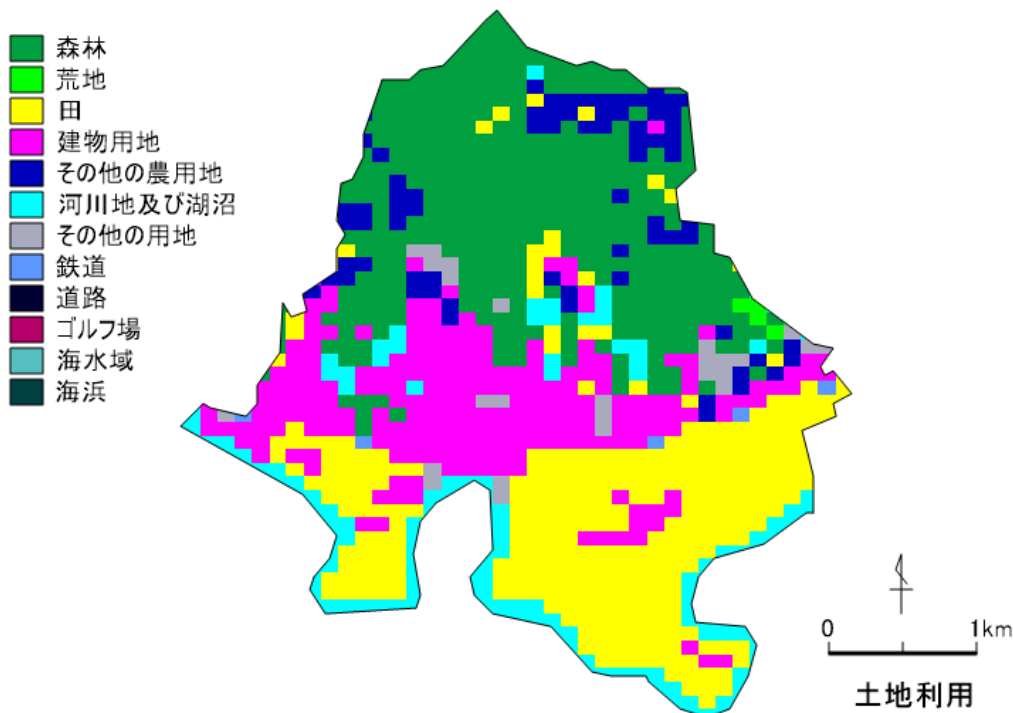 森林
荒地
田
建物用地
その他の農用地
河川地及び湖沼
その他の用地
鉄道
道路
ゴルフ場
海水域
海浜
0 1km
土地利用